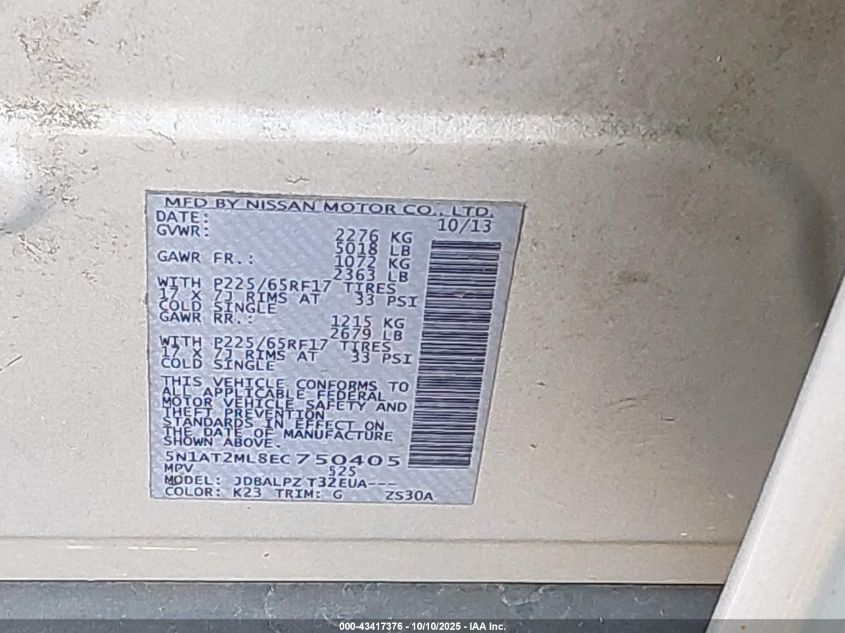 MFD BY NISSAN MOTOR CO., LTD.
DATE: 10/13
GVWR: 2276 KG
5018 LB
GAWR FR.: 1072 KG
2363 LB
WITH P225/65RF17 TIRES
17 X 7J RIMS AT 33 PSI
COLD SINGLE
GAWR RR.: 1215 KG
2679 LB
WITH P225/65RF17 TIRES
17 X 7J RIMS AT 33 PSI
COLD SINGLE
THIS VEHICLE CONFORMS TO
ALL APPLICABLE FEDERAL
MOTOR VEHICLE SAFETY AND
THEFT PREVENTION
STANDARDS IN EFFECT ON
THE DATE OF MANUFACTURE
SHOWN ABOVE.
5N1AT2ML8EC750405
MPV S25
MODEL: JDBALPZ T32EUA---
COLOR: K23 TRIM: G ZS30A
000-43417376 - 10/10/2025 - IAA Inc.